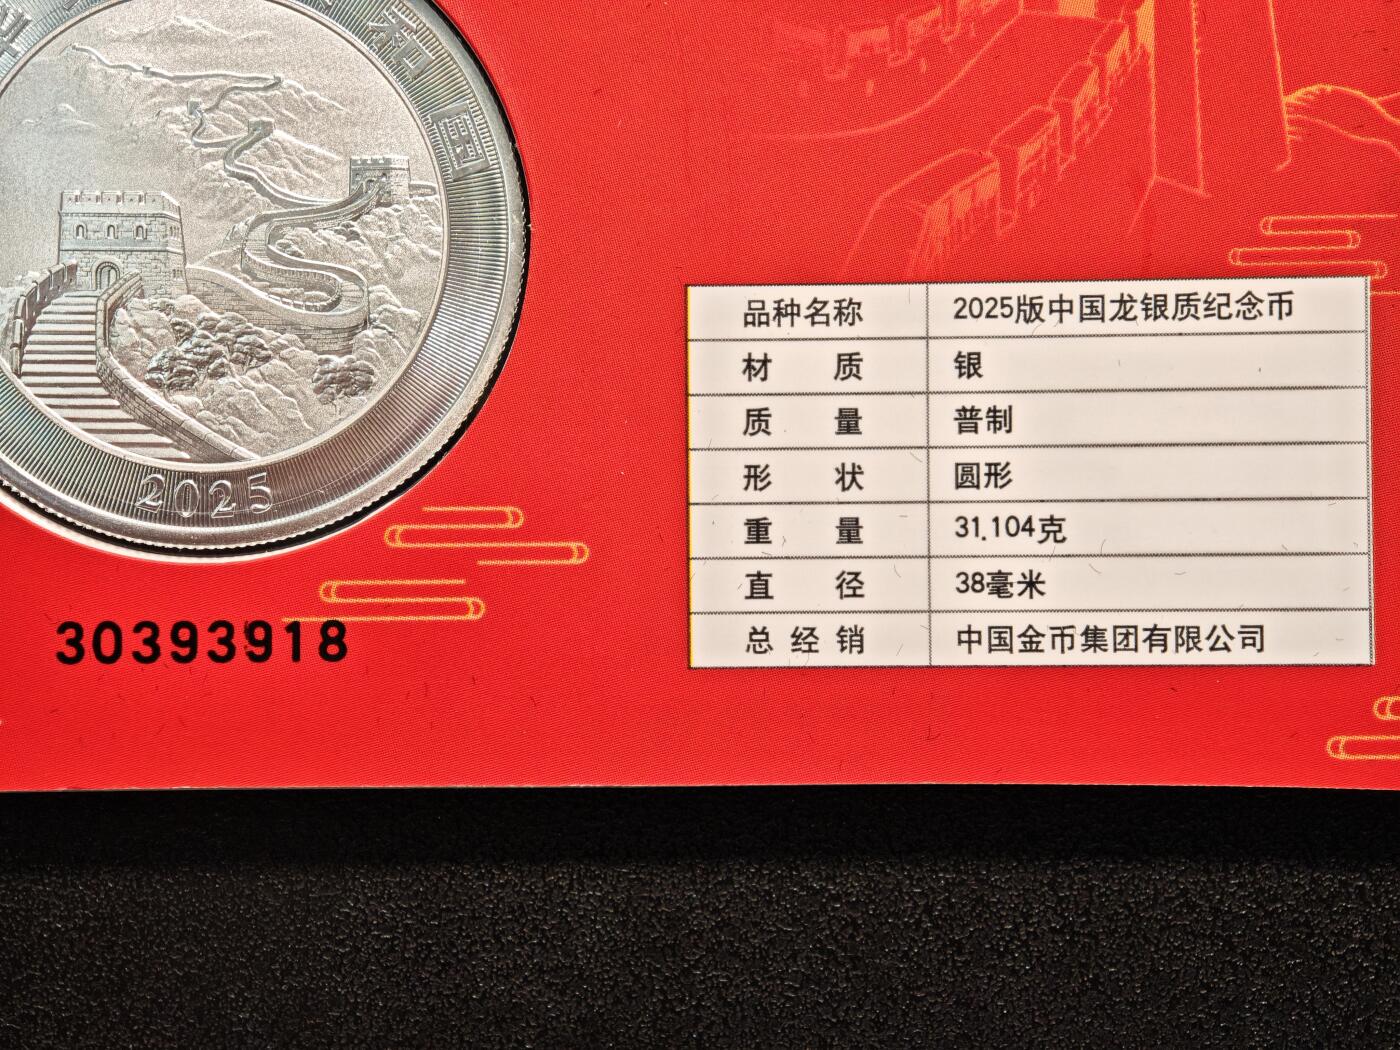 和国
2025
30393918
品种名称 2025版中国龙银质纪念币
材质 银
质量 普制
形状 圆形
重量 31.104克
直径 38毫米
总经销 中国金币集团有限公司